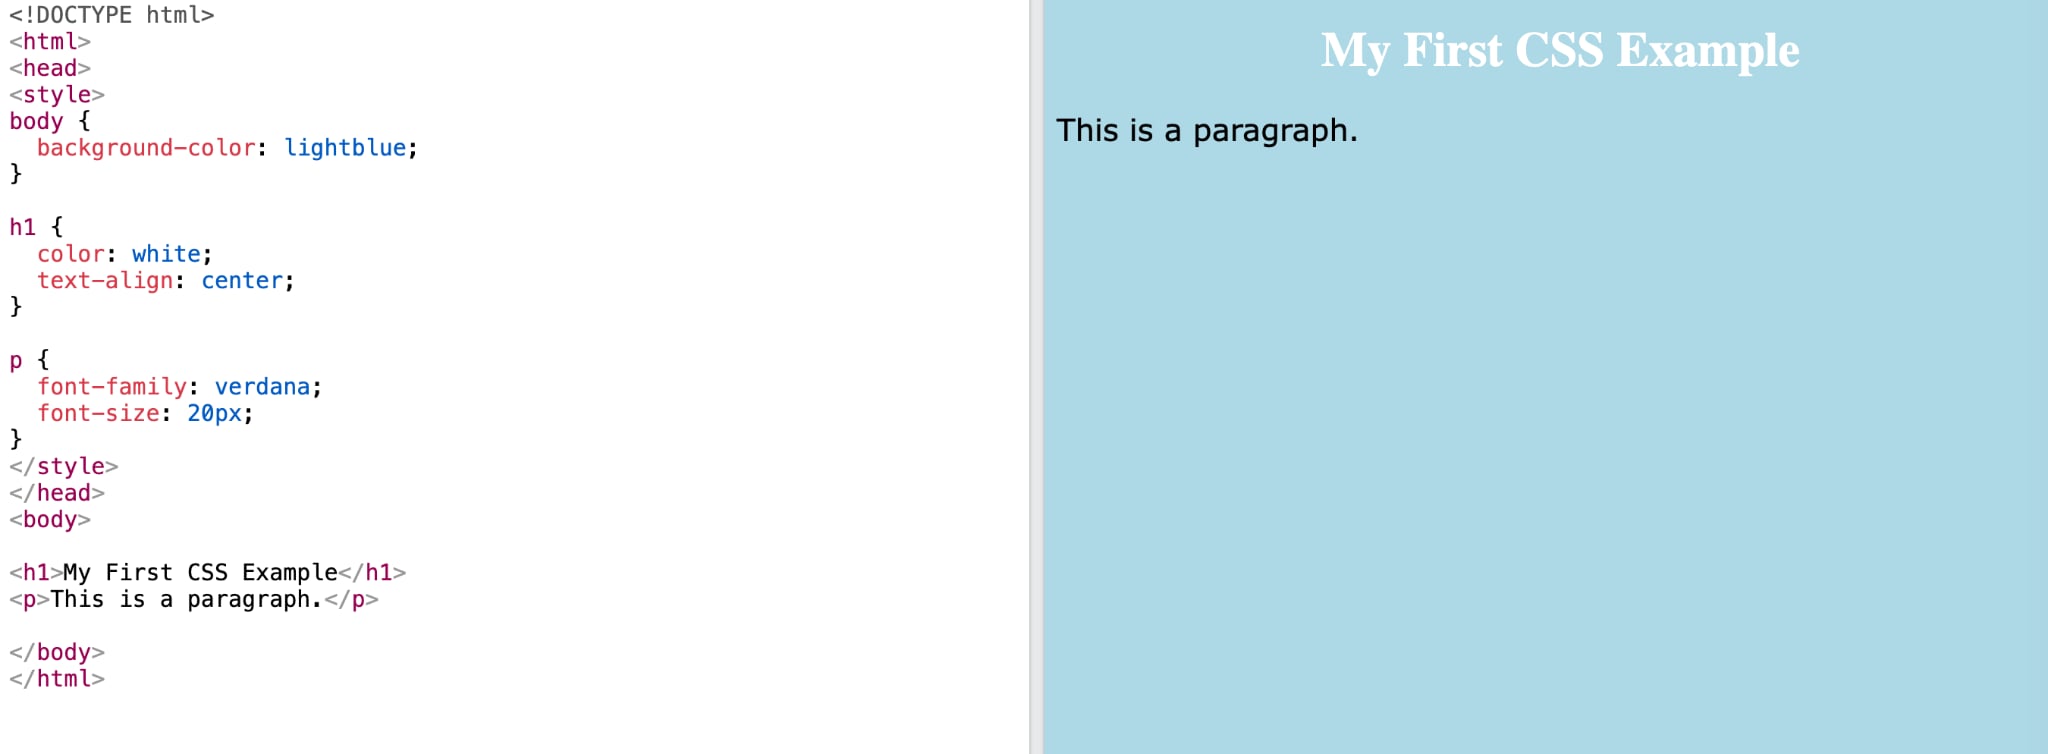 <!DOCTYPE html>
<html>
<head>
<style>
body {
  background-color: lightblue;
}

h1 {
  color: white;
  text-align: center;
}

p {
  font-family: verdana;
  font-size: 20px;
}
</style>
</head>
<body>

<h1>My First CSS Example</h1>
<p>This is a paragraph.</p>

</body>
</html>
My First CSS Example
This is a paragraph.